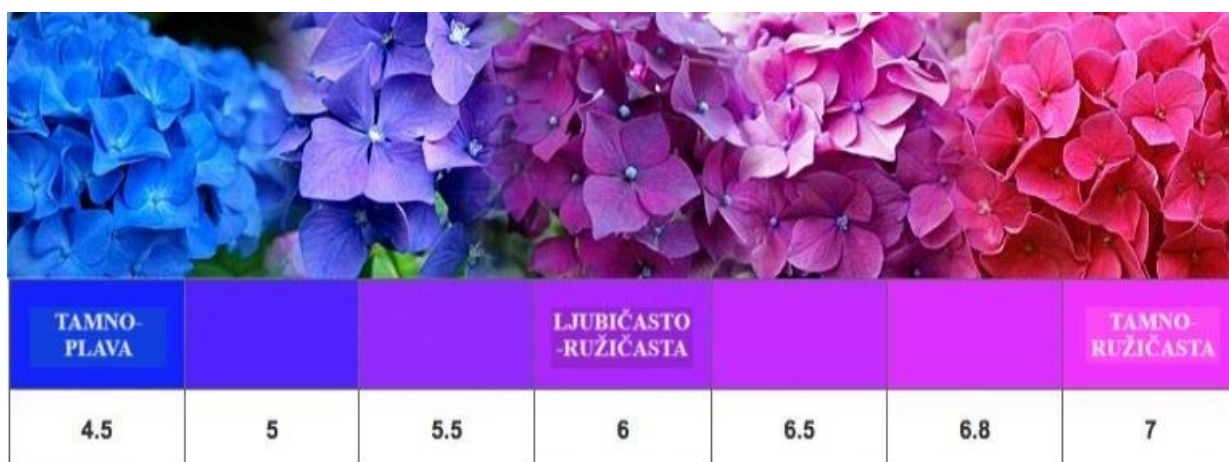 TAMNO-
PLAVA
LJUBIČASTO
-RUŽIČASTA
TAMNO-
RUŽIČASTA
4.5 5 5.5 6 6.5 6.8 7